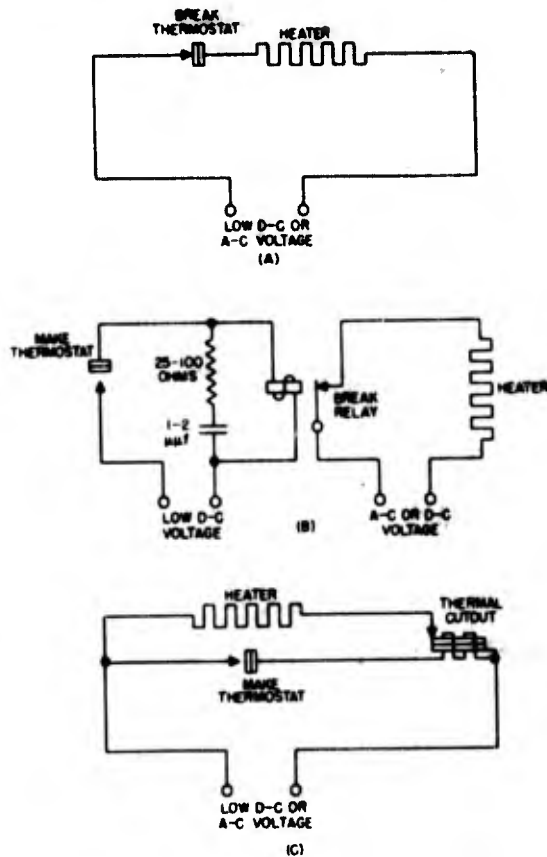 BREAK
THERMOSTAT
HEATER
LOW D-C OR
A-C VOLTAGE
(A)
MAKE
THERMOSTAT
25-100
OHMS
1-2
μμf
BREAK
RELAY
HEATER
LOW D-C
VOLTAGE
(B)
A-C OR D-C
VOLTAGE
HEATER
THERMAL
CUTOUT
MAKE
THERMOSTAT
LOW D-C OR
A-C VOLTAGE
(C)